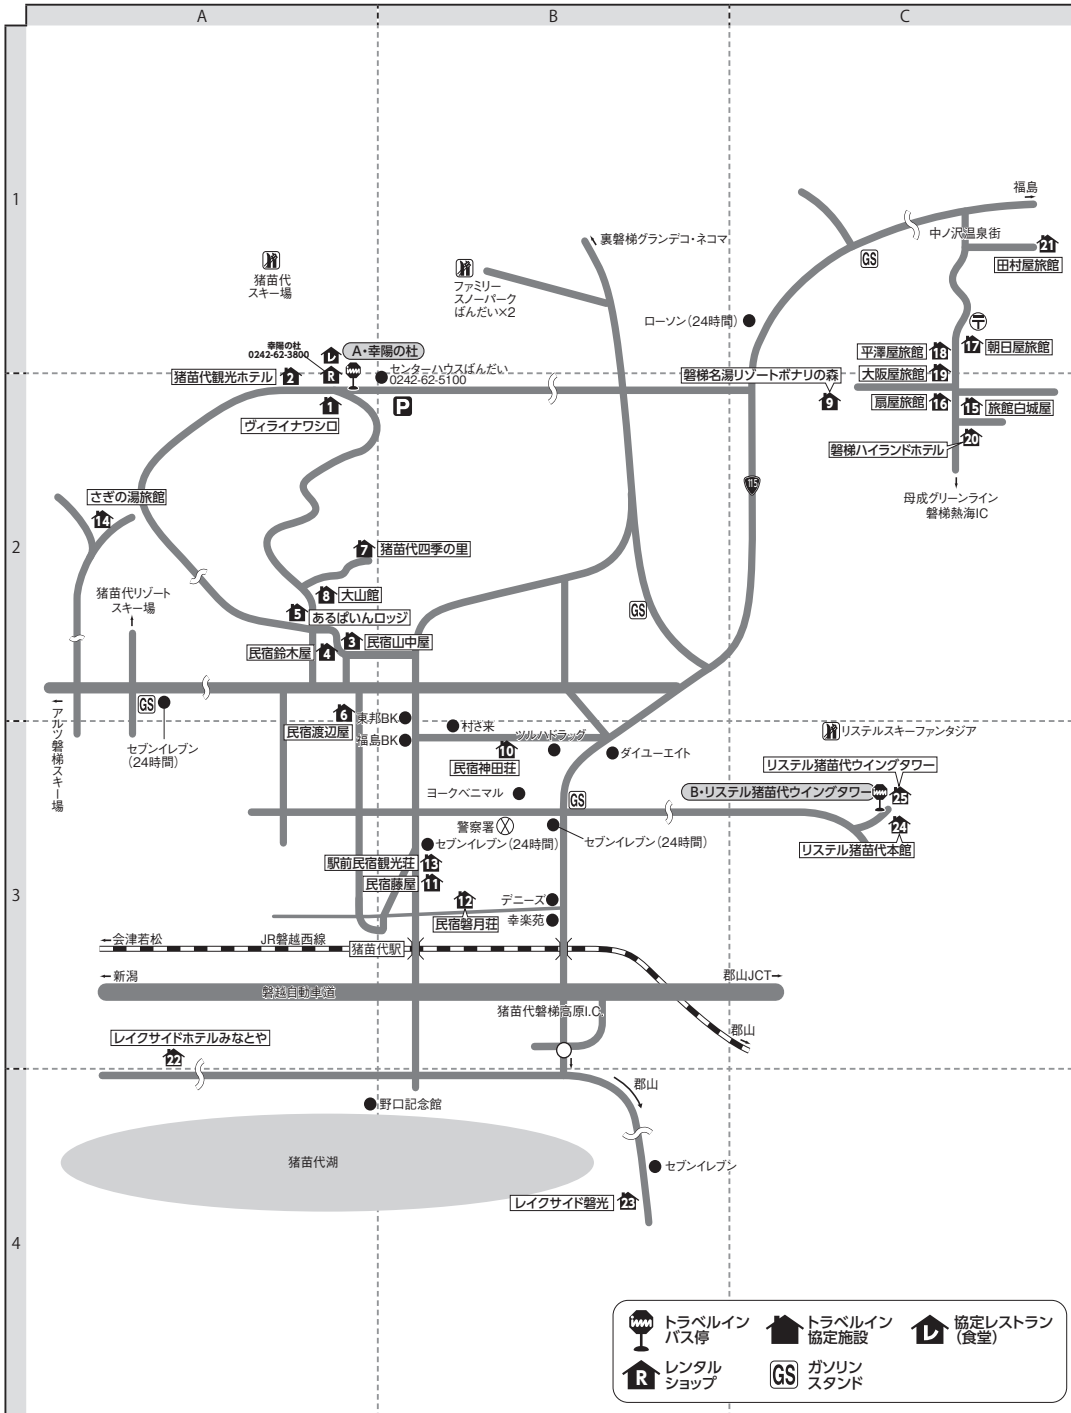 A
B
C
1
福島
中ノ沢温泉街
21
田村屋旅館
GS
裏磐梯グランデコ・ネコマ
猪苗代
スキー場
ファミリー
スノーパーク
ばんだい×2
ローソン(24時間)
幸陽の杜
0242-62-3800
レ
A・幸陽の杜
平澤屋旅館
18
17
朝日屋旅館
猪苗代観光ホテル
2
R
センターハウスばんだい
0242-62-5100
磐梯名湯リゾートボナリの森
大阪屋旅館
19
1
P
9
扇屋旅館
16
15
旅館白城屋
ヴィライナワシロ
磐梯ハイランドホテル
20
115
母成グリーンライン
磐梯熱海IC
さぎの湯旅館
14
2
7
猪苗代四季の里
猪苗代リゾート
スキー場
8
大山館
5
あるぱいんロッジ
GS
民宿鈴木屋
4
3
民宿山中屋
アルツ磐梯スキー場
GS
セブンイレブン
(24時間)
6
民宿渡辺屋
東邦BK
福島BK
村さ来
10
民宿神田荘
ツルハドラッグ
ダイユーエイト
リステルスキーファンタジア
リステル猪苗代ウイングタワー
ヨークベニマル
GS
B・リステル猪苗代ウイングタワー
25
警察署
セブンイレブン(24時間)
セブンイレブン(24時間)
24
リステル猪苗代本館
駅前民宿観光荘
13
3
民宿藤屋
11
12
民宿磐月荘
デニーズ
幸楽苑
会津若松
JR磐越西線
猪苗代駅
新潟
磐越自動車道
郡山JCT
猪苗代磐梯高原I.C.
郡山
レイクサイドホテルみなとや
22
郡山
野口記念館
猪苗代湖
セブンイレブン
レイクサイド磐光
23
4
トラベルイン
バス停
トラベルイン
協定施設
レ
協定レストラン
(食堂)
R
レンタル
ショップ
GS
ガソリン
スタンド